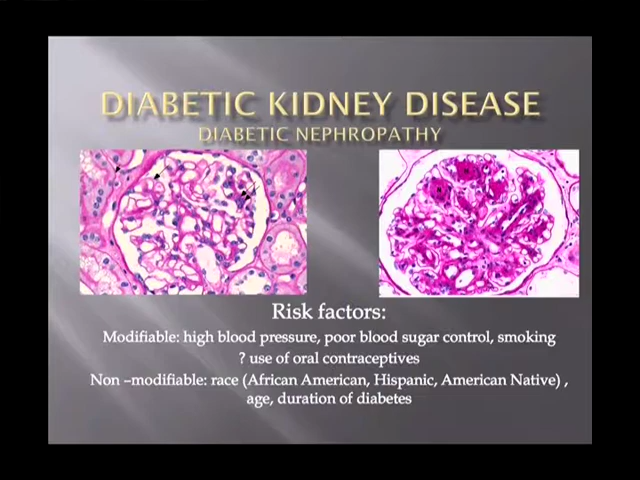 DIABETIC KIDNEY DISEASE
DIABETIC NEPHROPATHY
Risk factors:
Modifiable: high blood pressure, poor blood sugar control, smoking
? use of oral contraceptives
Non –modifiable: race (African American, Hispanic, American Native) ,
age, duration of diabetes